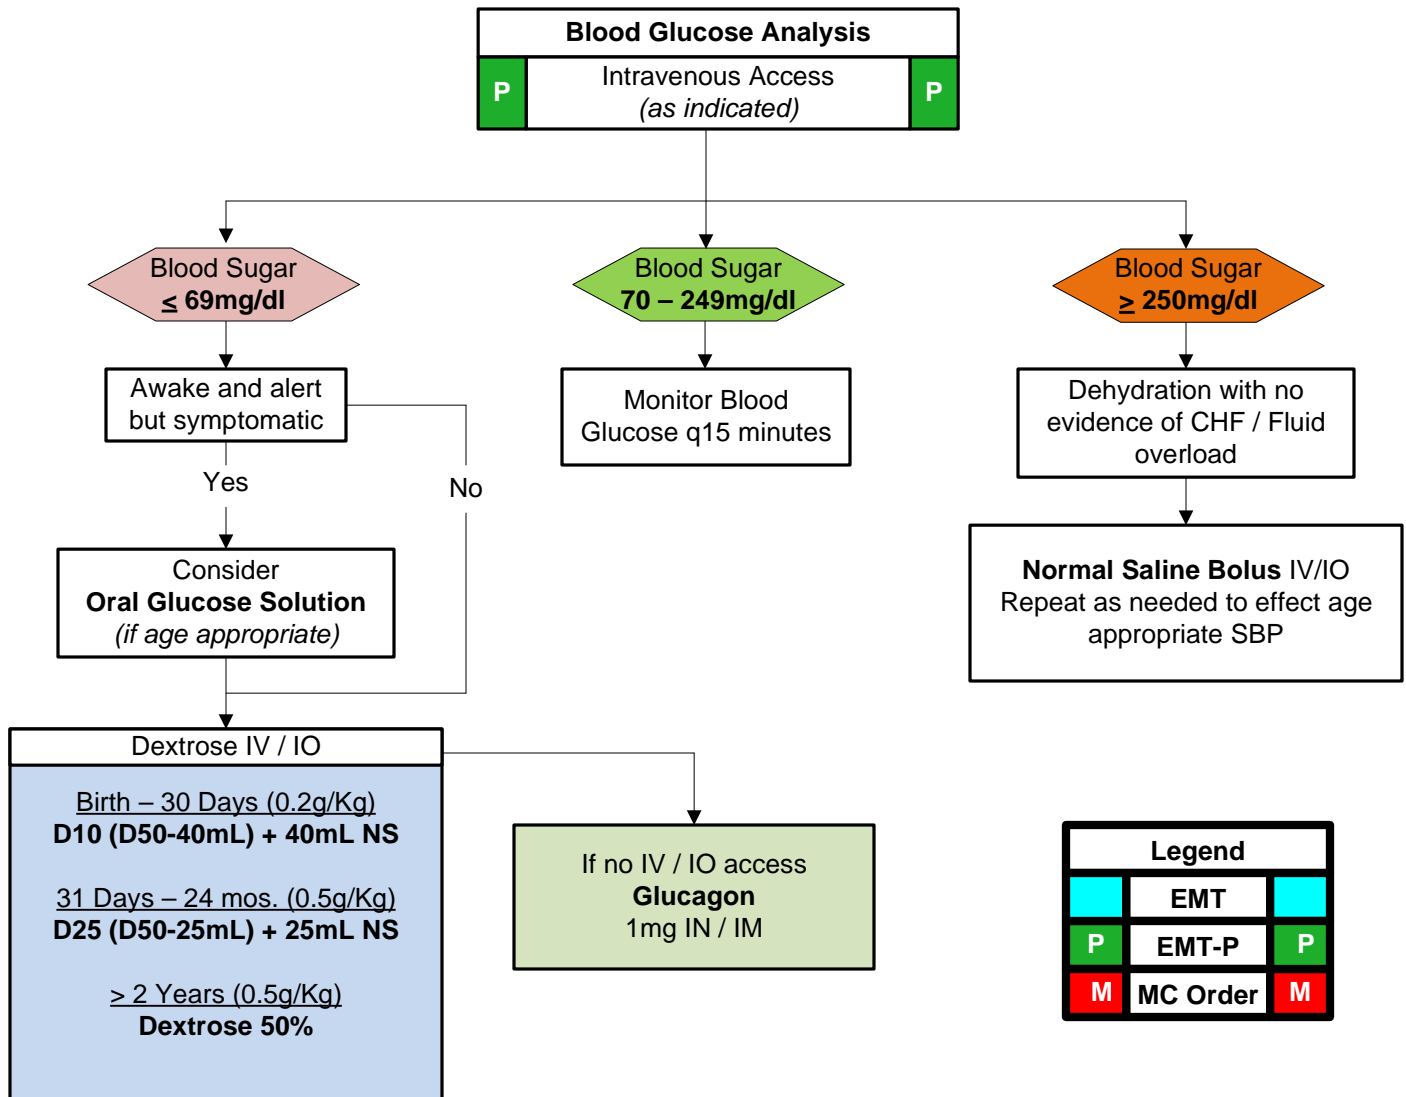 Blood Glucose Analysis
P
Intravenous Access
(as indicated)
P
Blood Sugar
≤ 69mg/dl
Blood Sugar
70 – 249mg/dl
Blood Sugar
≥ 250mg/dl
Awake and alert
but symptomatic
Monitor Blood
Glucose q15 minutes
Dehydration with no
evidence of CHF / Fluid
overload
Yes
No
Consider
Oral Glucose Solution
(if age appropriate)
Normal Saline Bolus IV/IO
Repeat as needed to effect age
appropriate SBP
Dextrose IV / IO
Birth – 30 Days (0.2g/Kg)
D10 (D50-40mL) + 40mL NS
31 Days – 24 mos. (0.5g/Kg)
D25 (D50-25mL) + 25mL NS
> 2 Years (0.5g/Kg)
Dextrose 50%
If no IV / IO access
Glucagon
1mg IN / IM
Legend
EMT
P EMT-P P
M MC Order M